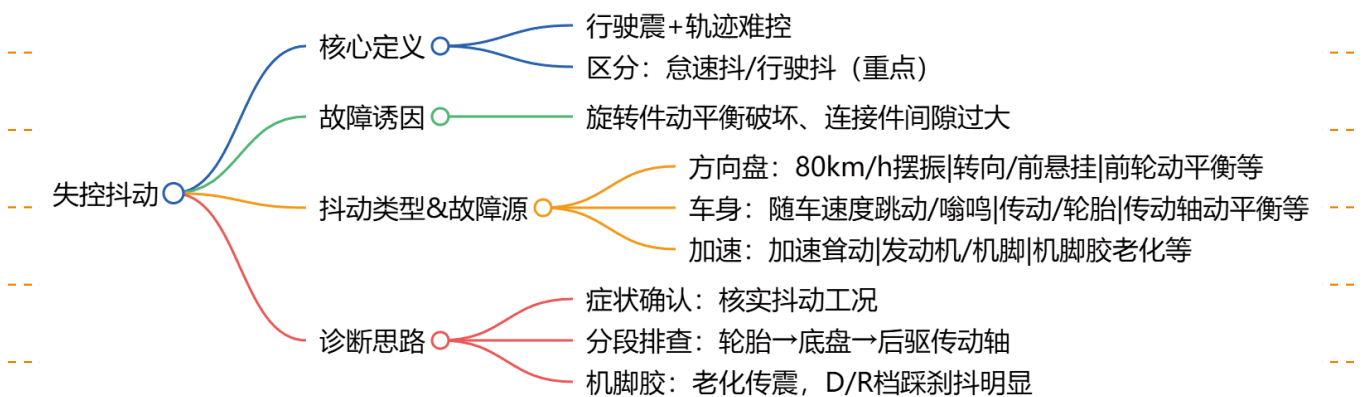 失控抖动
核心定义
行驶震+轨迹难控
区分：怠速抖/行驶抖（重点）
故障诱因
旋转件动平衡破坏、连接件间隙过大
抖动类型&故障源
方向盘：80km/h摆振|转向/前悬挂|前轮动平衡等
车身：随车速度跳动/嗡鸣|传动/轮胎|传动轴动平衡等
加速：加速耸动|发动机/机脚|机脚胶老化等
诊断思路
症状确认：核实抖动工况
分段排查：轮胎→底盘→后驱传动轴
机脚胶：老化传震，D/R档踩刹抖明显